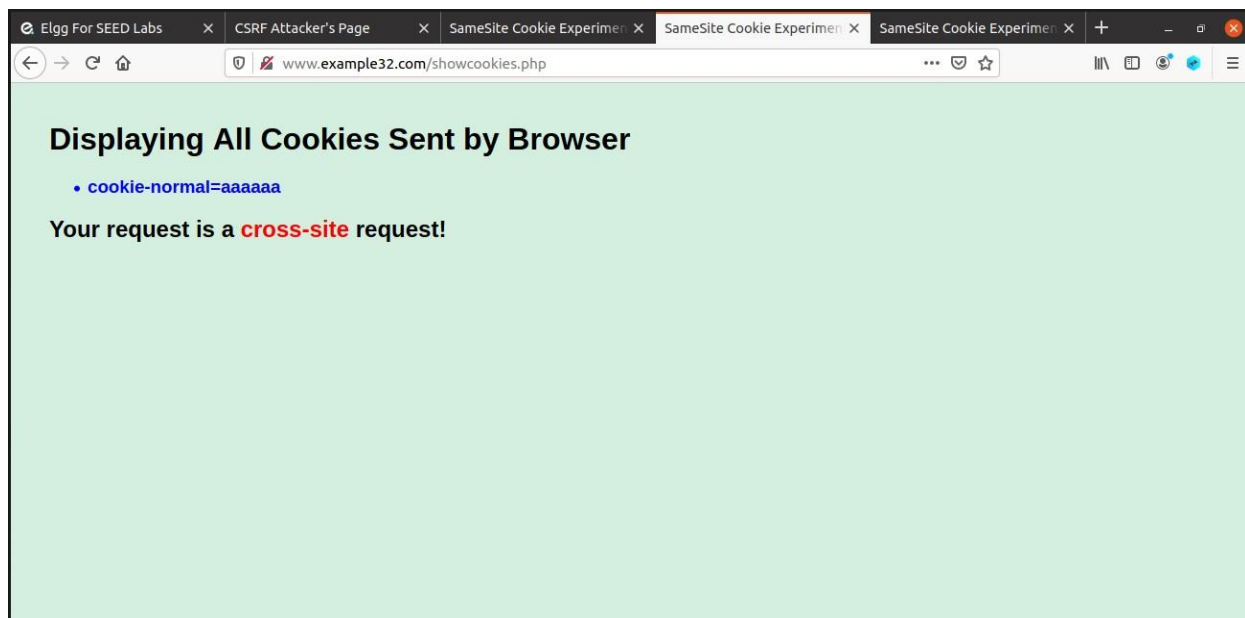 Elgg For SEED Labs
CSRF Attacker's Page
SameSite Cookie Experimen
SameSite Cookie Experimen
SameSite Cookie Experimen
www.example32.com/showcookies.php
Displaying All Cookies Sent by Browser
• cookie-normal=aaaaaa
Your request is a cross-site request!